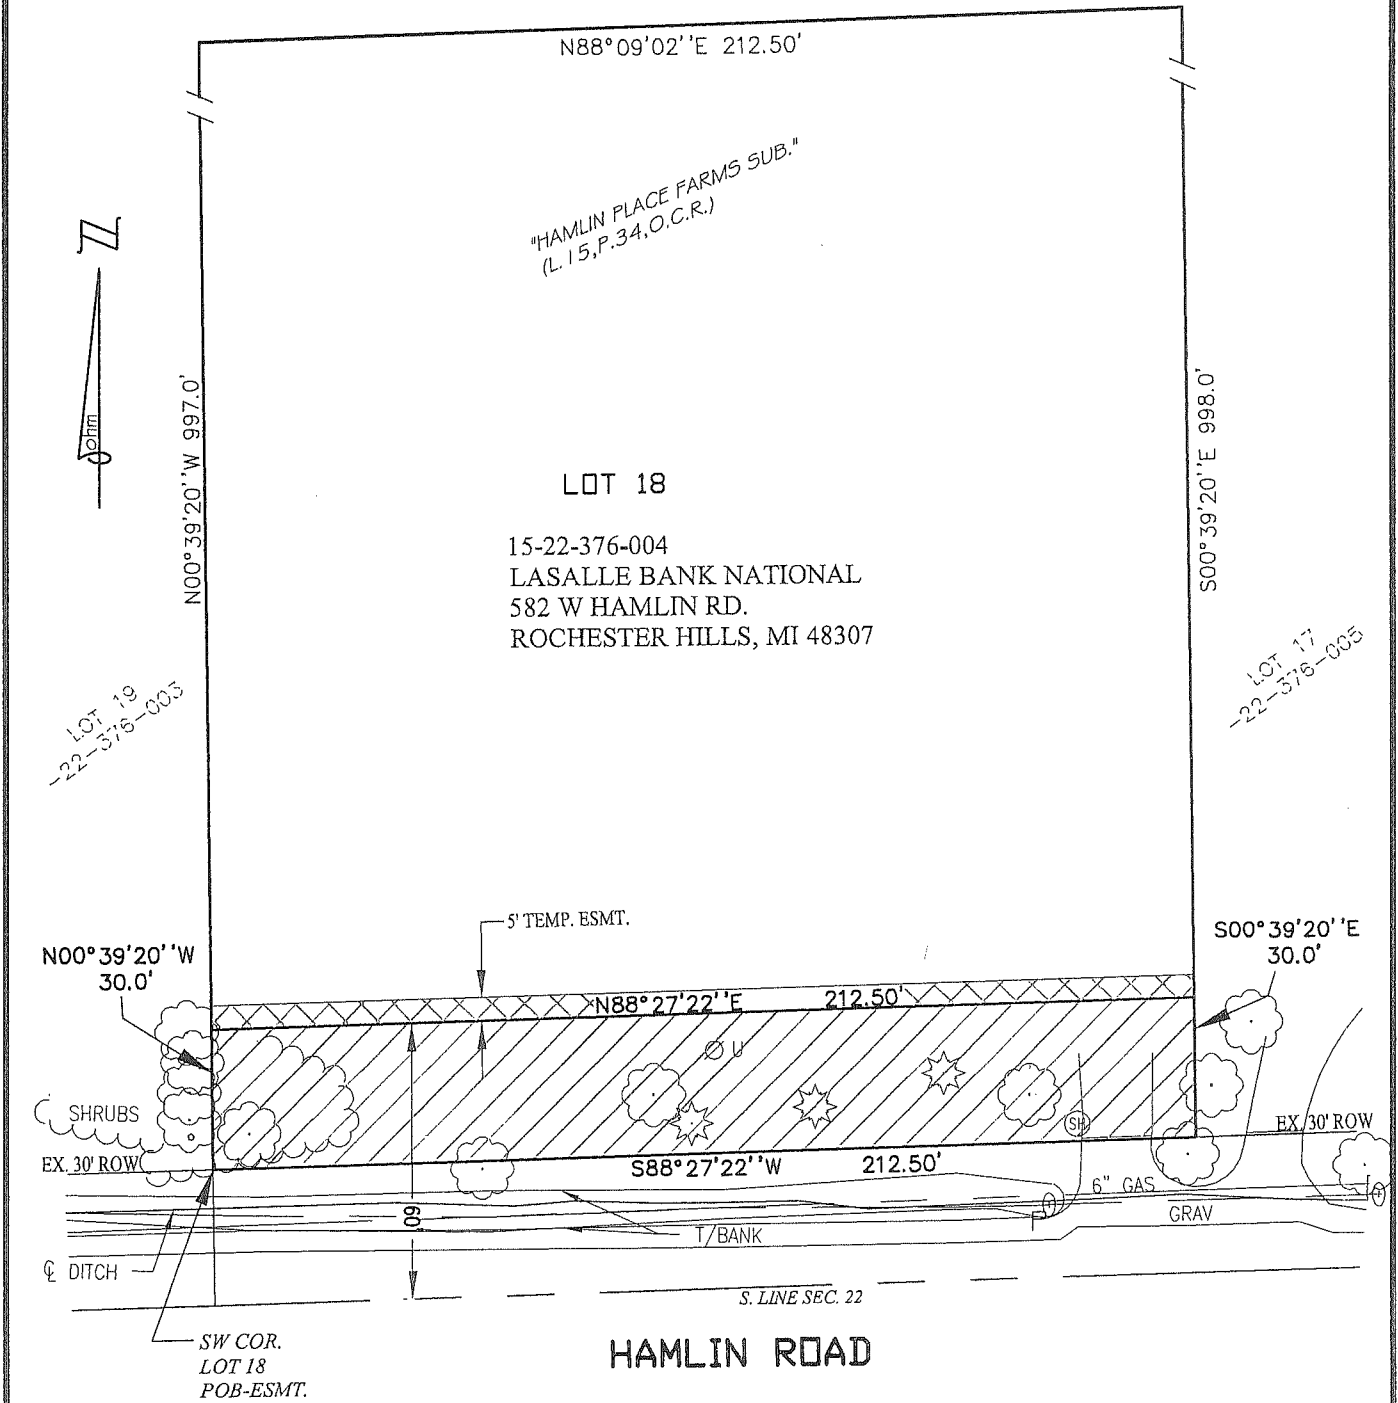 N88°09'02''E 212.50'
"HAMLIN PLACE FARMS SUB."
(L.15,P.34,O.C.R.)
N
ohm
N00°39'20''W 997.0'
S00°39'20''E 998.0'
LOT 18
15-22-376-004
LASALLE BANK NATIONAL
582 W HAMLIN RD.
ROCHESTER HILLS, MI 48307
LOT 19
-22-376-003
LOT 17
-22-376-005
5' TEMP. ESMT.
N00°39'20''W
30.0'
S00°39'20''E
30.0'
N88°27'22''E 212.50'
U
SHRUBS
SH
EX. 30' ROW
EX. 30' ROW
S88°27'22''W 212.50'
60'
6" GAS
GRAV
T/BANK
℄ DITCH
S. LINE SEC. 22
SW COR.
LOT 18
POB-ESMT.
HAMLIN ROAD